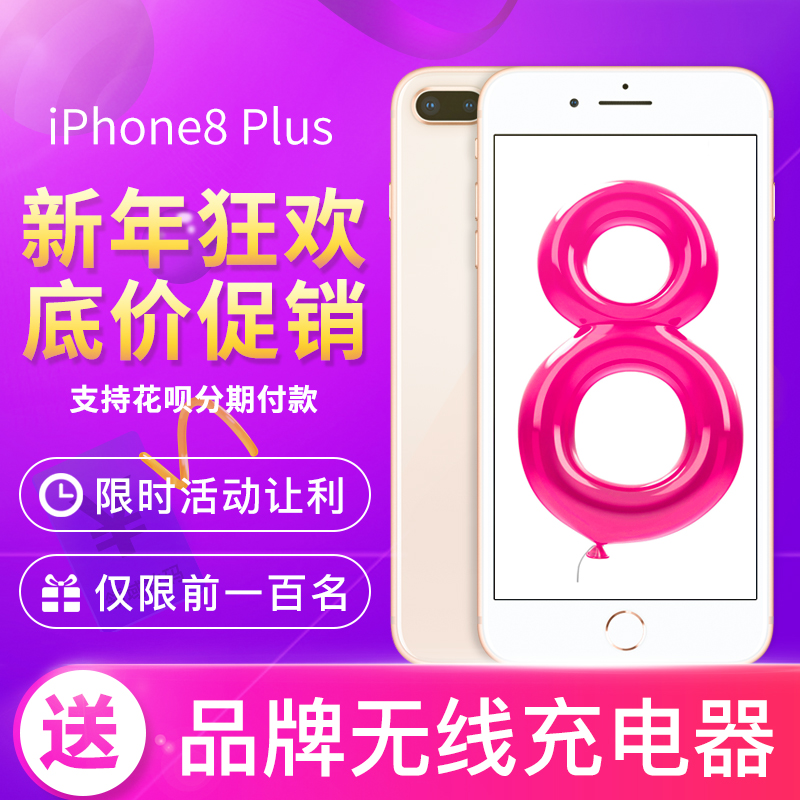 iPhone8 Plus
新年狂欢
底价促销
支持花呗分期付款
限时活动让利
仅限前一百名
送 品牌无线充电器